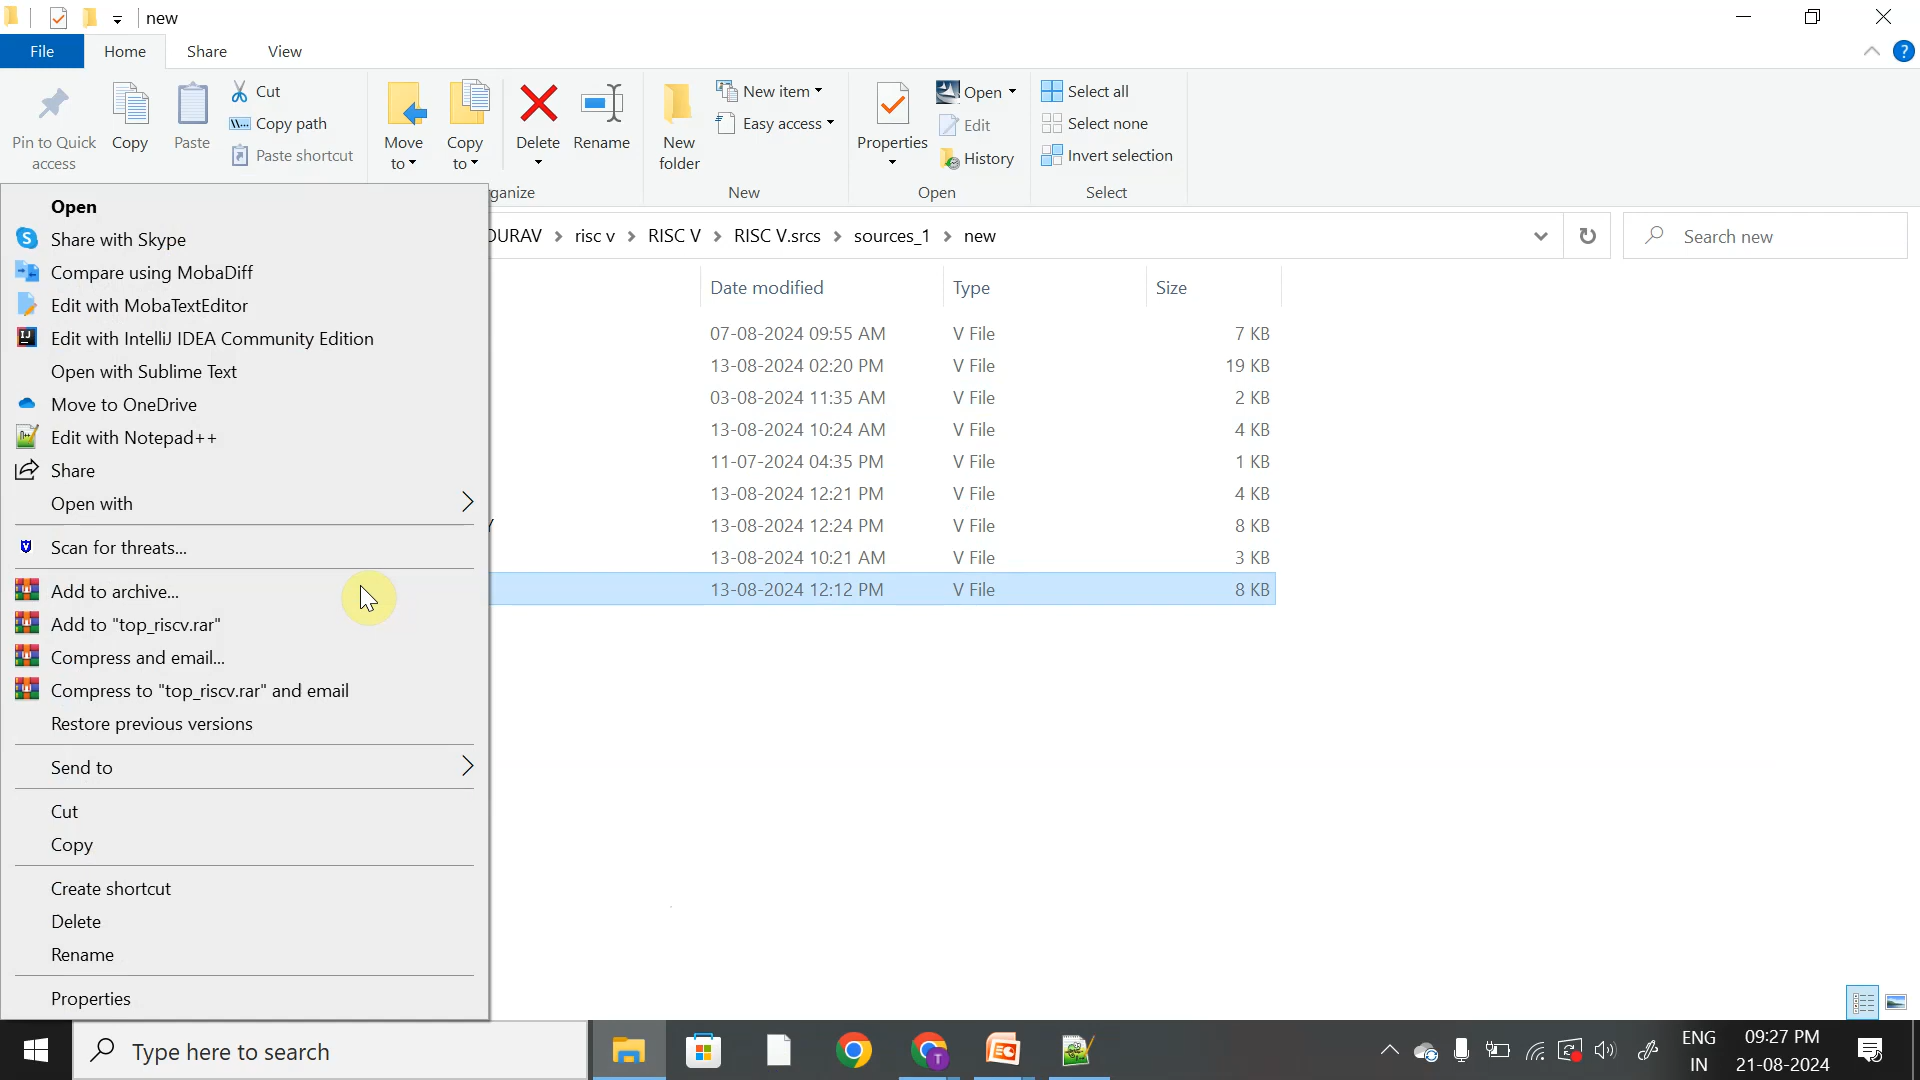 new
File
Home
Share
View
Pin to Quick
access
Copy
Paste
Cut
Copy path
Paste shortcut
Move
to
Copy
to
Delete
Rename
ganize
New
folder
New item
Easy access
New
Properties
Open
Edit
History
Open
Select all
Select none
Invert selection
Select
OURAV > risc v > RISC V > RISC V.srcs > sources_1 > new
Search new
Date modified Type Size
07-08-2024 09:55 AM V File 7 KB
13-08-2024 02:20 PM V File 19 KB
03-08-2024 11:35 AM V File 2 KB
13-08-2024 10:24 AM V File 4 KB
11-07-2024 04:35 PM V File 1 KB
13-08-2024 12:21 PM V File 4 KB
13-08-2024 12:24 PM V File 8 KB
13-08-2024 10:21 AM V File 3 KB
13-08-2024 12:12 PM V File 8 KB
Open
Share with Skype
Compare using MobaDiff
Edit with MobaTextEditor
Edit with IntelliJ IDEA Community Edition
Open with Sublime Text
Move to OneDrive
Edit with Notepad++
Share
Open with
Scan for threats...
Add to archive...
Add to "top_riscv.rar"
Compress and email...
Compress to "top_riscv.rar" and email
Restore previous versions
Send to
Cut
Copy
Create shortcut
Delete
Rename
Properties
Type here to search
ENG
IN
09:27 PM
21-08-2024